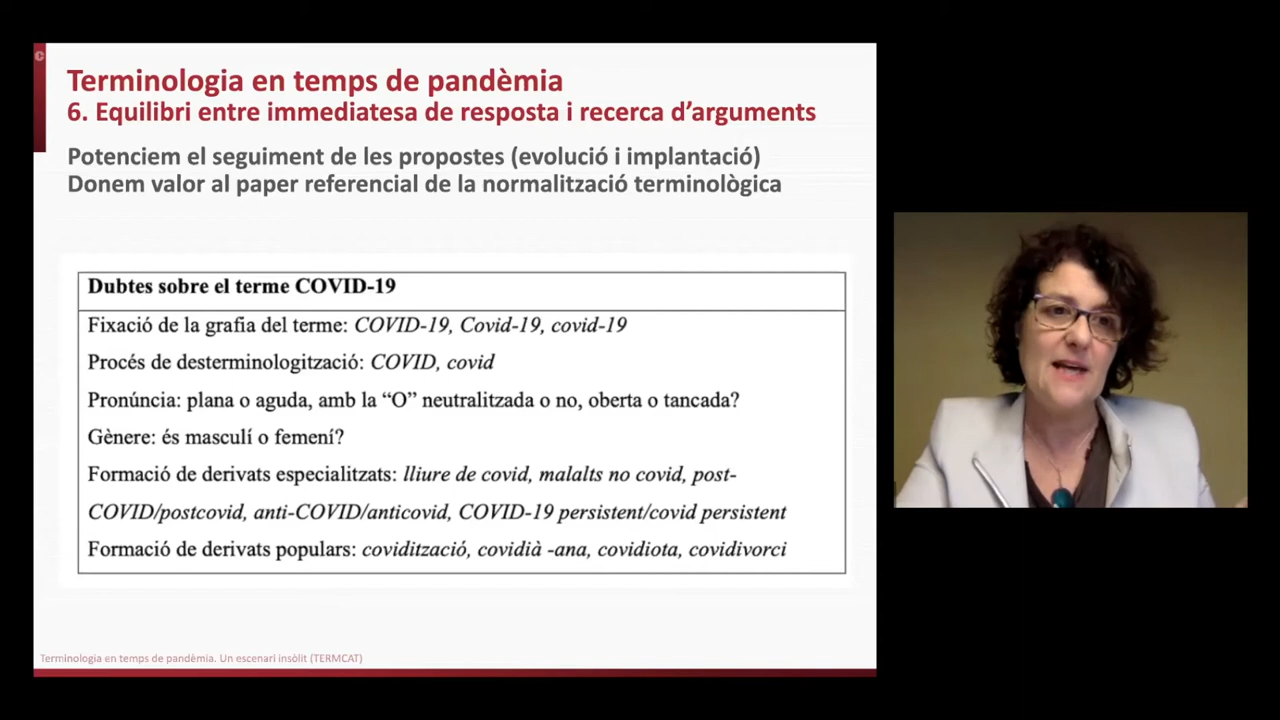 Terminologia en temps de pandèmia
6. Equilibri entre immediatesa de resposta i recerca d’arguments
Potenciem el seguiment de les propostes (evolució i implantació)
Donem valor al paper referencial de la normalització terminològica
Dubtes sobre el terme COVID-19
Fixació de la grafia del terme: COVID-19, Covid-19, covid-19
Procés de desterminologització: COVID, covid
Pronúncia: plana o aguda, amb la “O” neutralitzada o no, oberta o tancada?
Gènere: és masculí o femení?
Formació de derivats especialitzats: lliure de covid, malalts no covid, post-
COVID/postcovid, anti-COVID/anticovid, COVID-19 persistent/covid persistent
Formació de derivats populars: covidització, covidià -ana, covidiota, covidivorci
Terminologia en temps de pandèmia. Un escenari insòlit (TERMCAT)